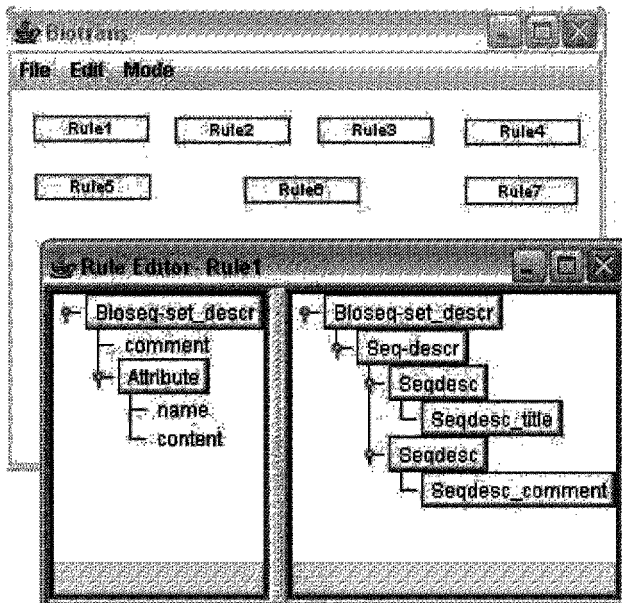 Biotrans
File Edit Mode
Rule1 Rule2 Rule3 Rule4
Rule5 Rule6 Rule7
Rule Editor- Rule1
Bioseq-set_descr
comment
Attribute
name
content
Bioseq-set_descr
Seq-descr
Seqdesc
Seqdesc_title
Seqdesc
Seqdesc_comment